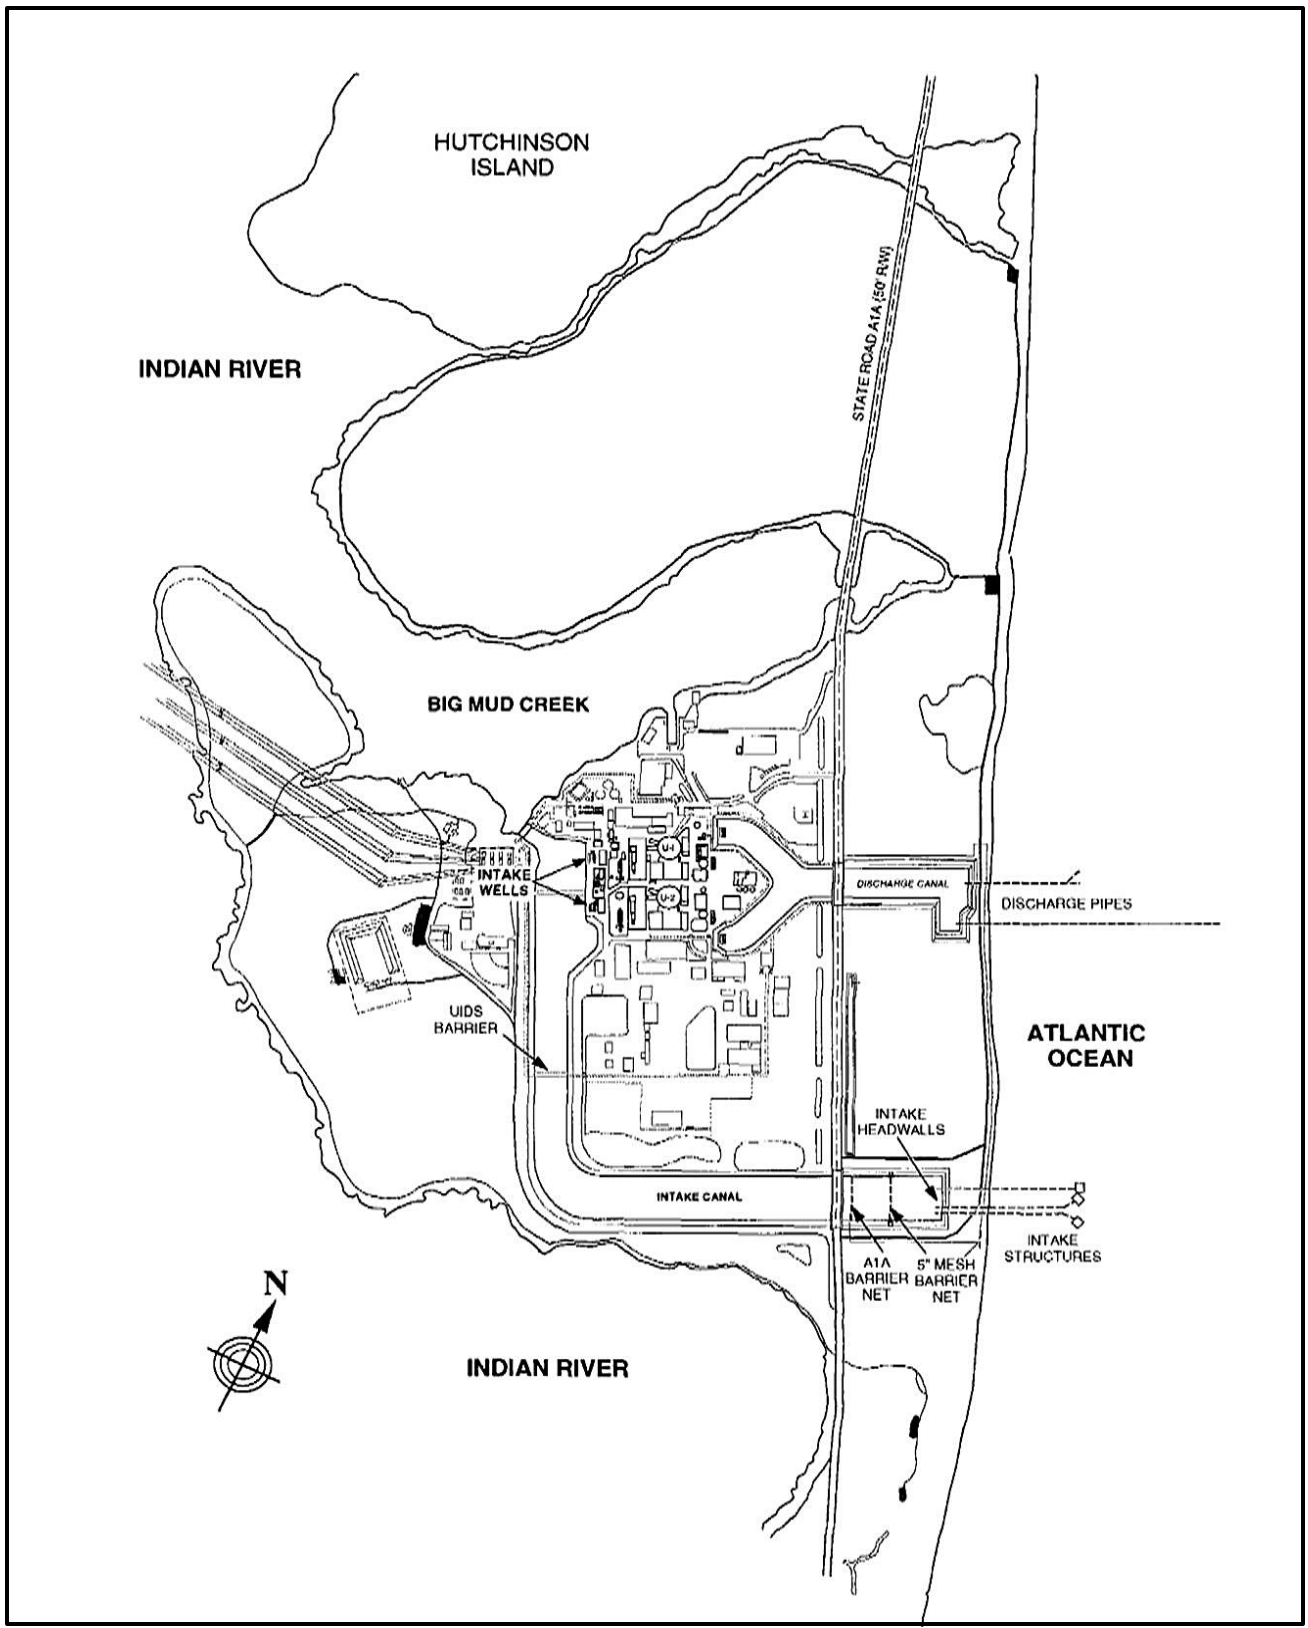 HUTCHINSON
ISLAND
STATE ROAD A1A (50' R/W)
INDIAN RIVER
BIG MUD CREEK
U-1
INTAKE
WELLS
U-2
DISCHARGE CANAL
DISCHARGE PIPES
UIDS
BARRIER
ATLANTIC
OCEAN
INTAKE
HEADWALLS
INTAKE CANAL
INTAKE
STRUCTURES
A1A
BARRIER
NET
5" MESH
BARRIER
NET
N
INDIAN RIVER